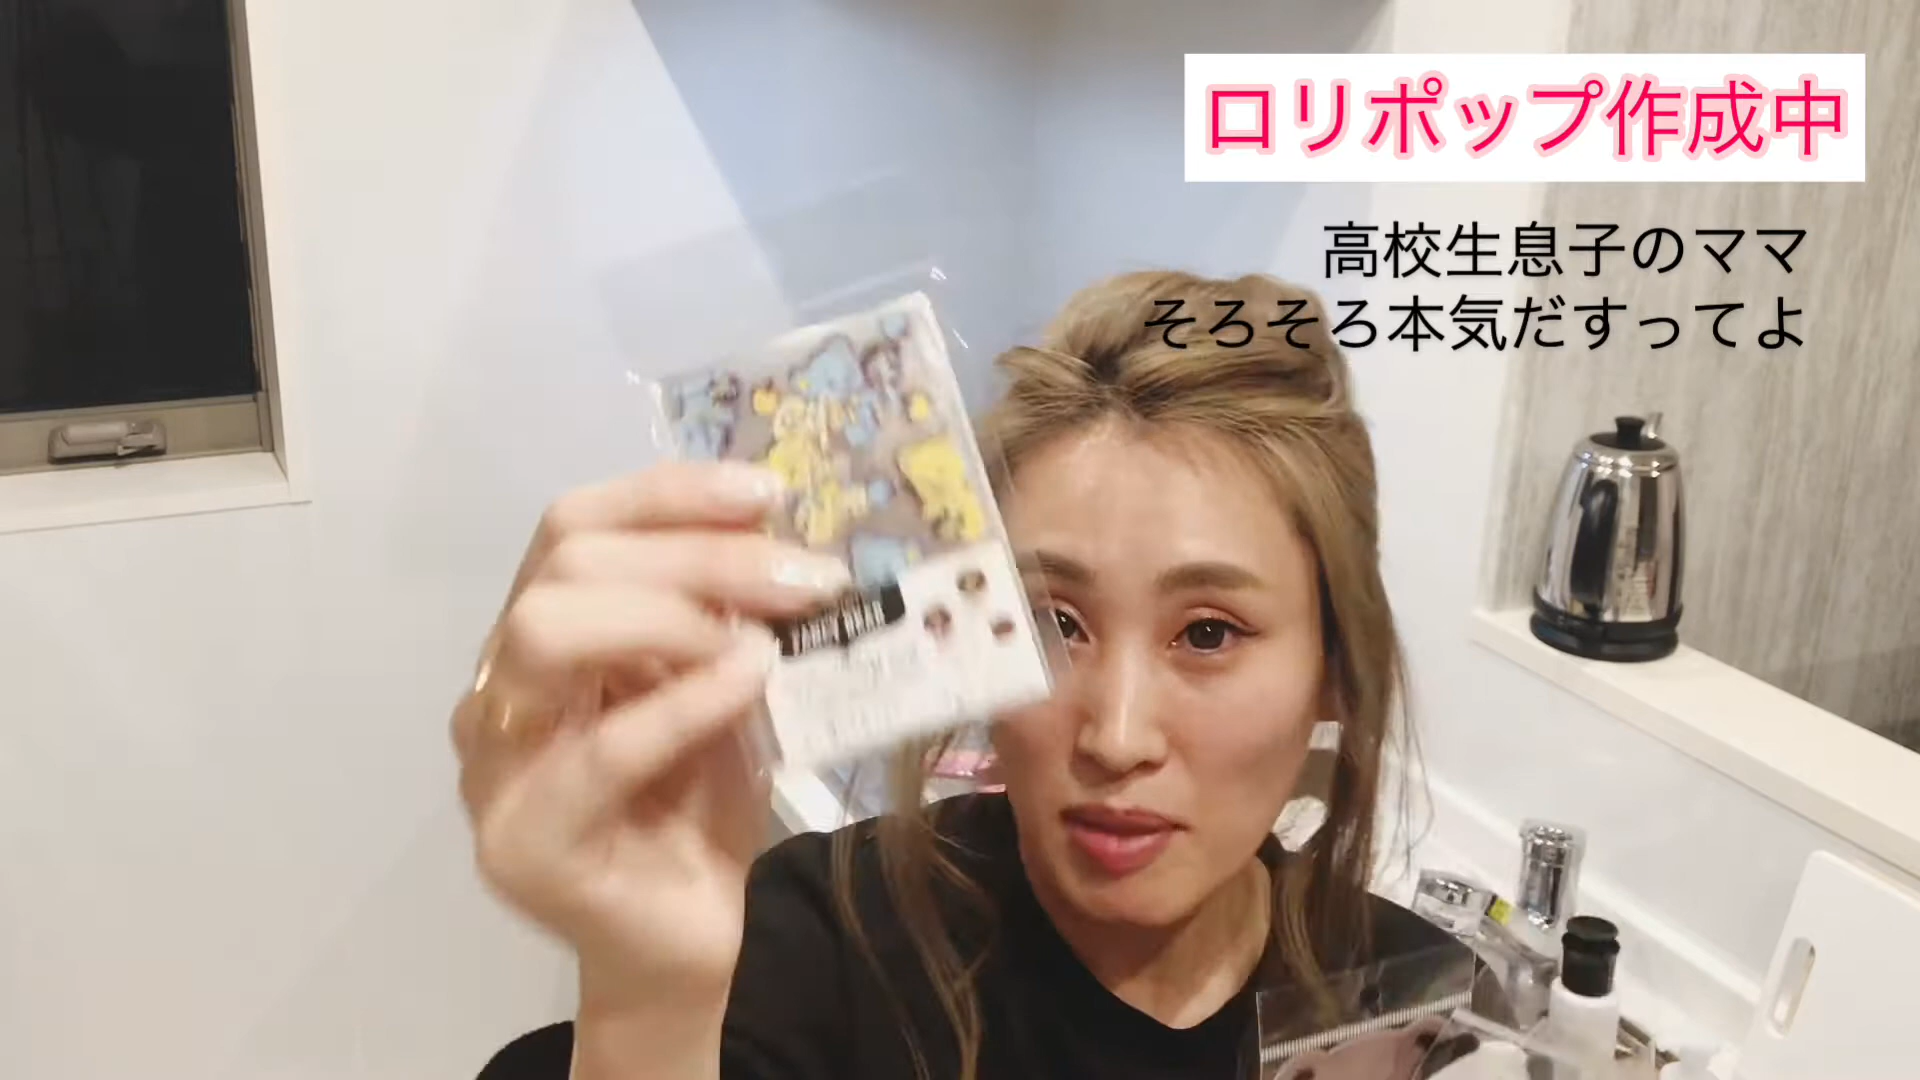 ロリポップ作成中
高校生息子のママ
そろそろ本気だすってよ